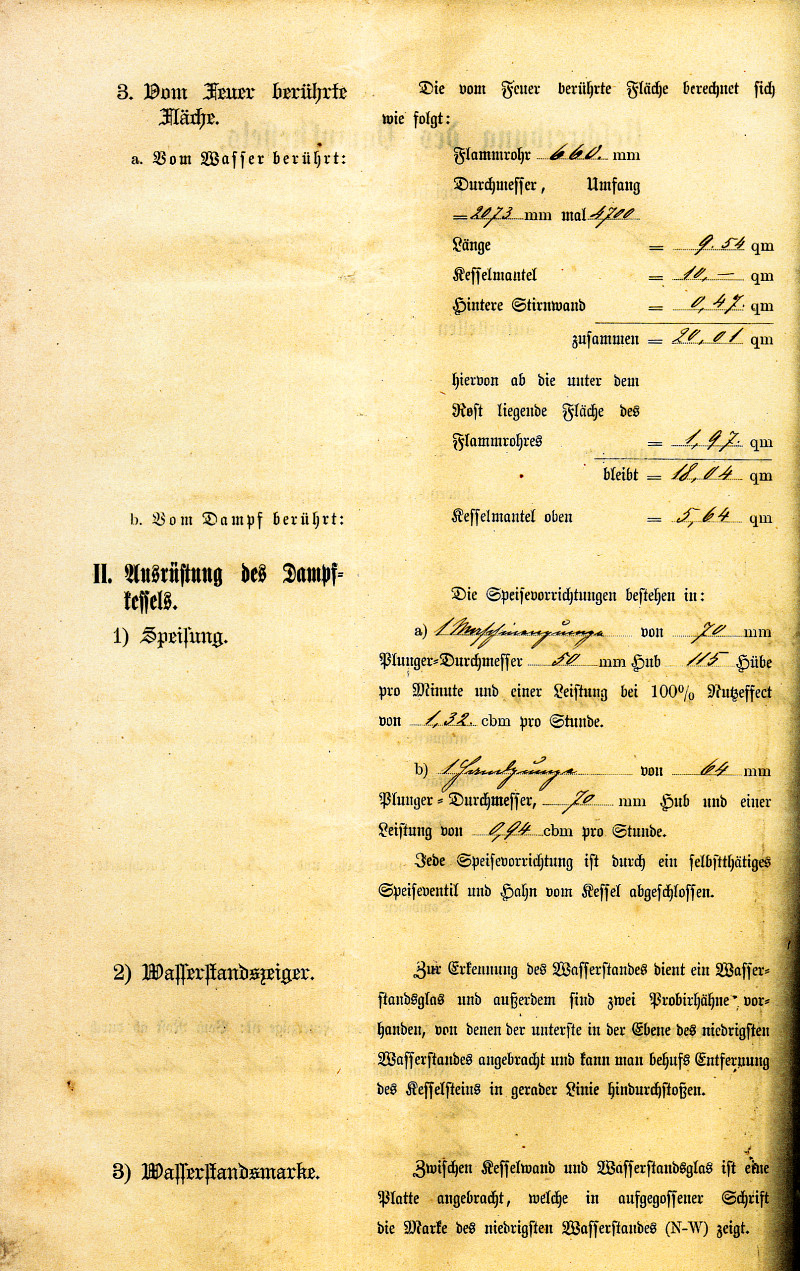 3. Vom Feuer berührte
Fläche.
Die vom Feuer berührte Fläche berechnet sich
wie folgt:
a. Vom Wasser berührt:
Flammrohr 660. mm
Durchmesser, Umfang
= 2073 mm mal 4700
Länge = 9.54 qm
Kesselmantel = 10,— qm
Hintere Stirnwand = 0,47. qm
zusammen = 20,01 qm
hiervon ab die unter dem
Rost liegende Fläche des
Flammrohres = 1,97. qm
bleibt = 18,04 qm
b. Vom Dampf berührt:
Kesselmantel oben = 5,64 qm
II. Ausrüstung des Dampf-
kessels.
1) Speisung.
Die Speisevorrichtungen bestehen in:
a) 1 Maschinenpumpe von 70 mm
Plunger-Durchmesser 50 mm Hub 115 Hübe
pro Minute und einer Leistung bei 100% Nutzeffect
von 1,32. cbm pro Stunde.
b) 1 Handpumpe von 64 mm
Plunger-Durchmesser, 70 mm Hub und einer
Leistung von 0,94 cbm pro Stunde.
Jede Speisevorrichtung ist durch ein selbstthätiges
Speiseventil und Hahn vom Kessel abgeschlossen.
2) Wasserstandszeiger.
Zur Erkennung des Wasserstandes dient ein Wasser-
standsglas und außerdem sind zwei Probirhähne vor-
handen, von denen der unterste in der Ebene des niedrigsten
Wasserstandes angebracht und kann man behufs Entfernung
des Kesselsteins in gerader Linie hindurchstoßen.
3) Wasserstandsmarke.
Zwischen Kesselwand und Wasserstandsglas ist eine
Platte angebracht, welche in aufgegossener Schrift
die Marke des niedrigsten Wasserstandes (N-W) zeigt.